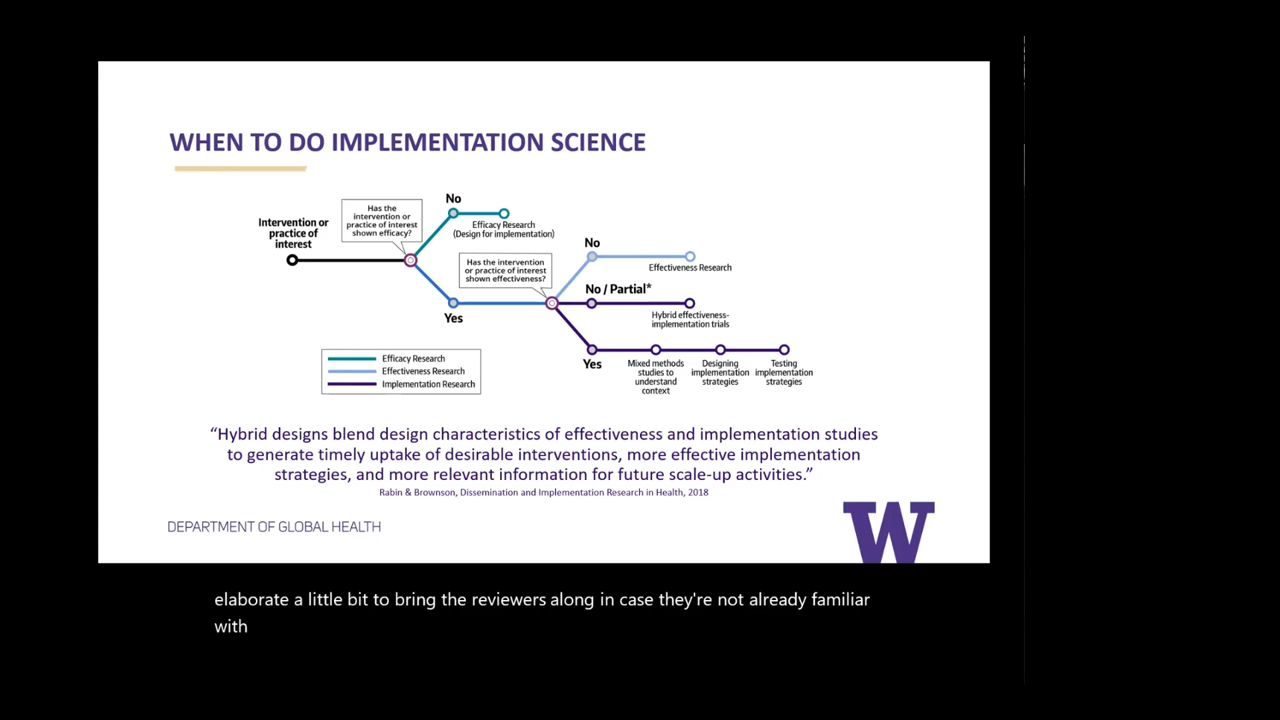 WHEN TO DO IMPLEMENTATION SCIENCE
Intervention or
practice of
interest
Has the
intervention or
practice of interest
shown efficacy?
No
Efficacy Research
(Design for implementation)
Yes
Has the intervention
or practice of interest
shown effectiveness?
No
Effectiveness Research
No / Partial*
Hybrid effectiveness-
implementation trials
Yes
Mixed methods
studies to
understand
context
Designing
implementation
strategies
Testing
implementation
strategies
Efficacy Research
Effectiveness Research
Implementation Research
“Hybrid designs blend design characteristics of effectiveness and implementation studies
to generate timely uptake of desirable interventions, more effective implementation
strategies, and more relevant information for future scale-up activities.”
Rabin & Brownson, Dissemination and Implementation Research in Health, 2018
DEPARTMENT OF GLOBAL HEALTH
W
elaborate a little bit to bring the reviewers along in case they're not already familiar
with